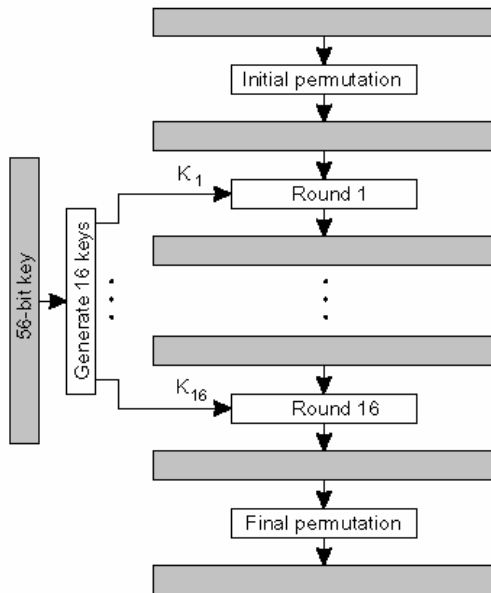 Initial permutation
K1
Round 1
56-bit key
Generate 16 keys
K16
Round 16
Final permutation